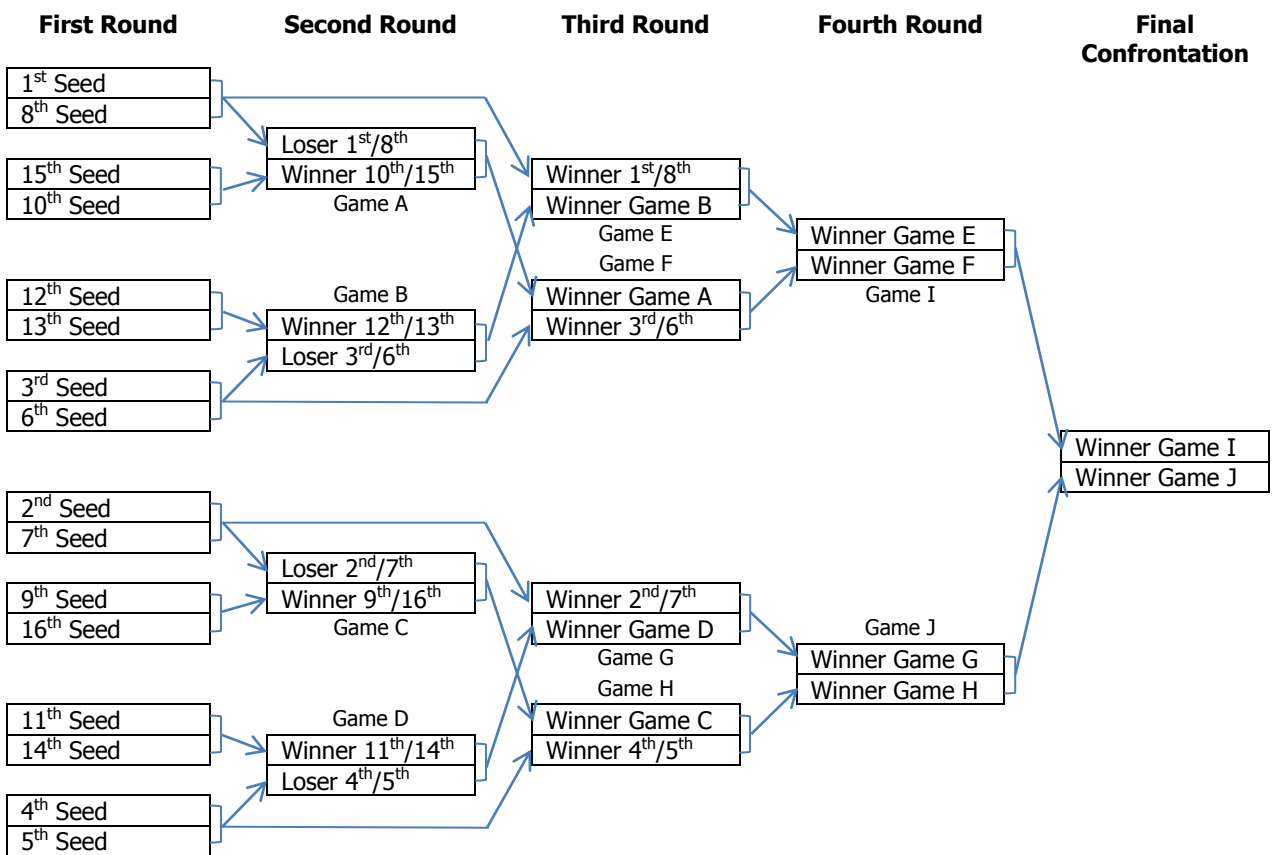 First Round
Second Round
Third Round
Fourth Round
Final
Confrontation
1st Seed
8th Seed
15th Seed
10th Seed
12th Seed
13th Seed
3rd Seed
6th Seed
2nd Seed
7th Seed
9th Seed
16th Seed
11th Seed
14th Seed
4th Seed
5th Seed
Loser 1st/8th
Winner 10th/15th
Game A
Game B
Winner 12th/13th
Loser 3rd/6th
Loser 2nd/7th
Winner 9th/16th
Game C
Game D
Winner 11th/14th
Loser 4th/5th
Winner 1st/8th
Winner Game B
Game E
Game F
Winner Game A
Winner 3rd/6th
Winner 2nd/7th
Winner Game D
Game G
Game H
Winner Game C
Winner 4th/5th
Winner Game E
Winner Game F
Game I
Game J
Winner Game G
Winner Game H
Winner Game I
Winner Game J